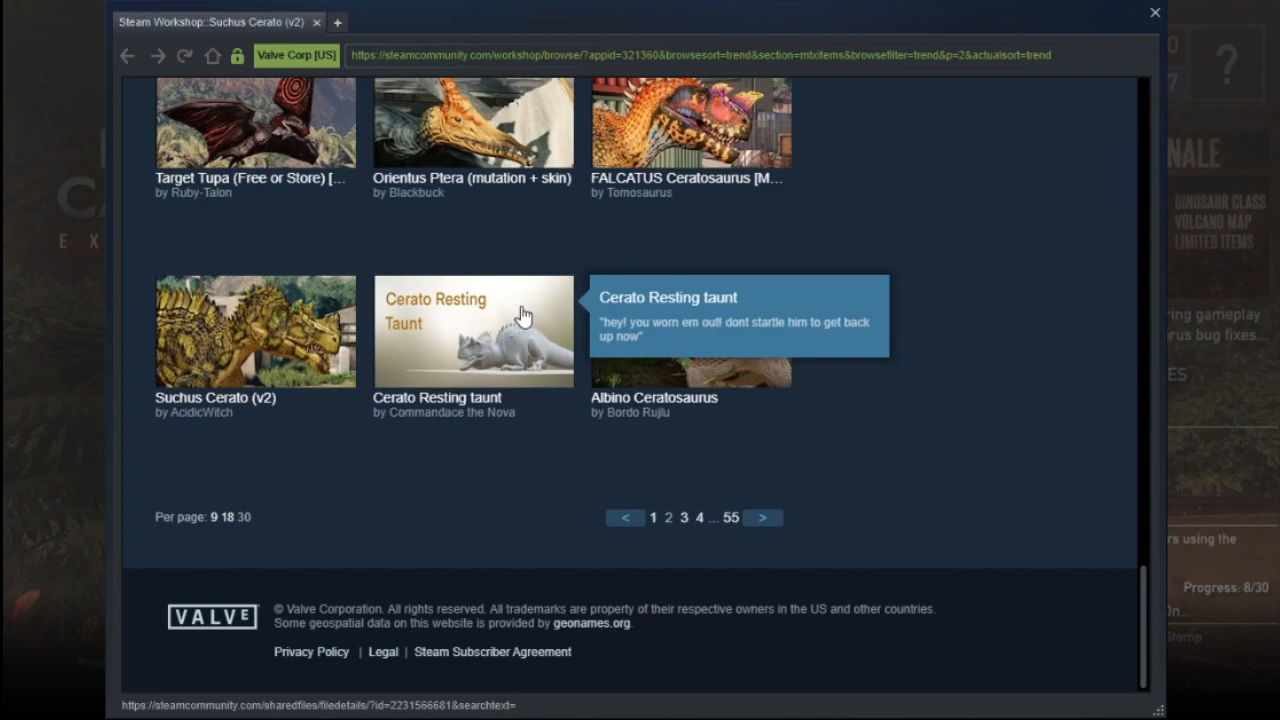 Steam Workshop::Suchus Cerato (v2)
Valve Corp [US]
https://steamcommunity.com/workshop/browse/?appid=321360&browsesort=trend&section=mtxitems&browsefilter=trend&p=2&actualsort=trend
Target Tupa (Free or Store) [...
by Ruby-Talon
Orientus Ptera (mutation + skin)
by Blackbuck
FALCATUS Ceratosaurus [M...
by Tomosaurus
Cerato Resting
Taunt
Cerato Resting taunt
"hey! you worn em out! dont startle him to get back
up now"
Suchus Cerato (v2)
by AcidicWitch
Cerato Resting taunt
by Commandace the Nova
Albino Ceratosaurus
by Bordo Rujlu
Per page: 9 18 30
< 1 2 3 4 ... 55 >
VALVE
© Valve Corporation. All rights reserved. All trademarks are property of their respective owners in the US and other countries.
Some geospatial data on this website is provided by geonames.org.
Privacy Policy | Legal | Steam Subscriber Agreement
https://steamcommunity.com/sharedfiles/filedetails/?id=2231566681&searchtext=
?
NALE
DINOSAUR CLASS
VOLCANO MAP
LIMITED ITEMS
ring gameplay
rus bug fixes...
ES
rs using the
Progress: 8/30
On..
Stomp
E X